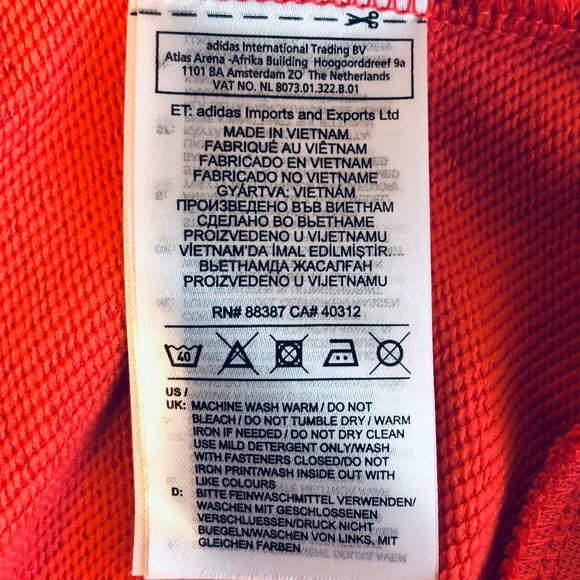 adidas International Trading BV
Atlas Arena -Afrika Building Hoogoorddreef 9a
1101 BA Amsterdam ZO The Netherlands
VAT NO. NL 8073.01.322.B.01
ET: adidas Imports and Exports Ltd
MADE IN VIETNAM
FABRIQUÉ AU VIÊTNAM
FABRICADO EN VIETNAM
FABRICADO NO VIETNAME
GYÁRTVA: VIETNÁM
ПРОИЗВЕДЕНО ВЪВ ВИЕТНАМ
СДЕЛАНО ВО ВЬЕТНАМЕ
PROIZVEDENO U VIJETNAMU
VİETNAM'DA İMAL EDİLMİŞTİR.
ВЬЕТНАМДА ЖАСАЛҒАН
PROIZVEDENO U VIJETNAMU
RN# 88387 CA# 40312
40
US /
UK: MACHINE WASH WARM / DO NOT
BLEACH / DO NOT TUMBLE DRY / WARM
IRON IF NEEDED / DO NOT DRY CLEAN
USE MILD DETERGENT ONLY/WASH
WITH FASTENERS CLOSED/DO NOT
IRON PRINT/WASH INSIDE OUT WITH
LIKE COLOURS
D: BITTE FEINWASCHMITTEL VERWENDEN/
WASCHEN MIT GESCHLOSSENEN
VERSCHLUESSEN/DRUCK NICHT
BUEGELN/WASCHEN VON LINKS, MIT
GLEICHEN FARBEN